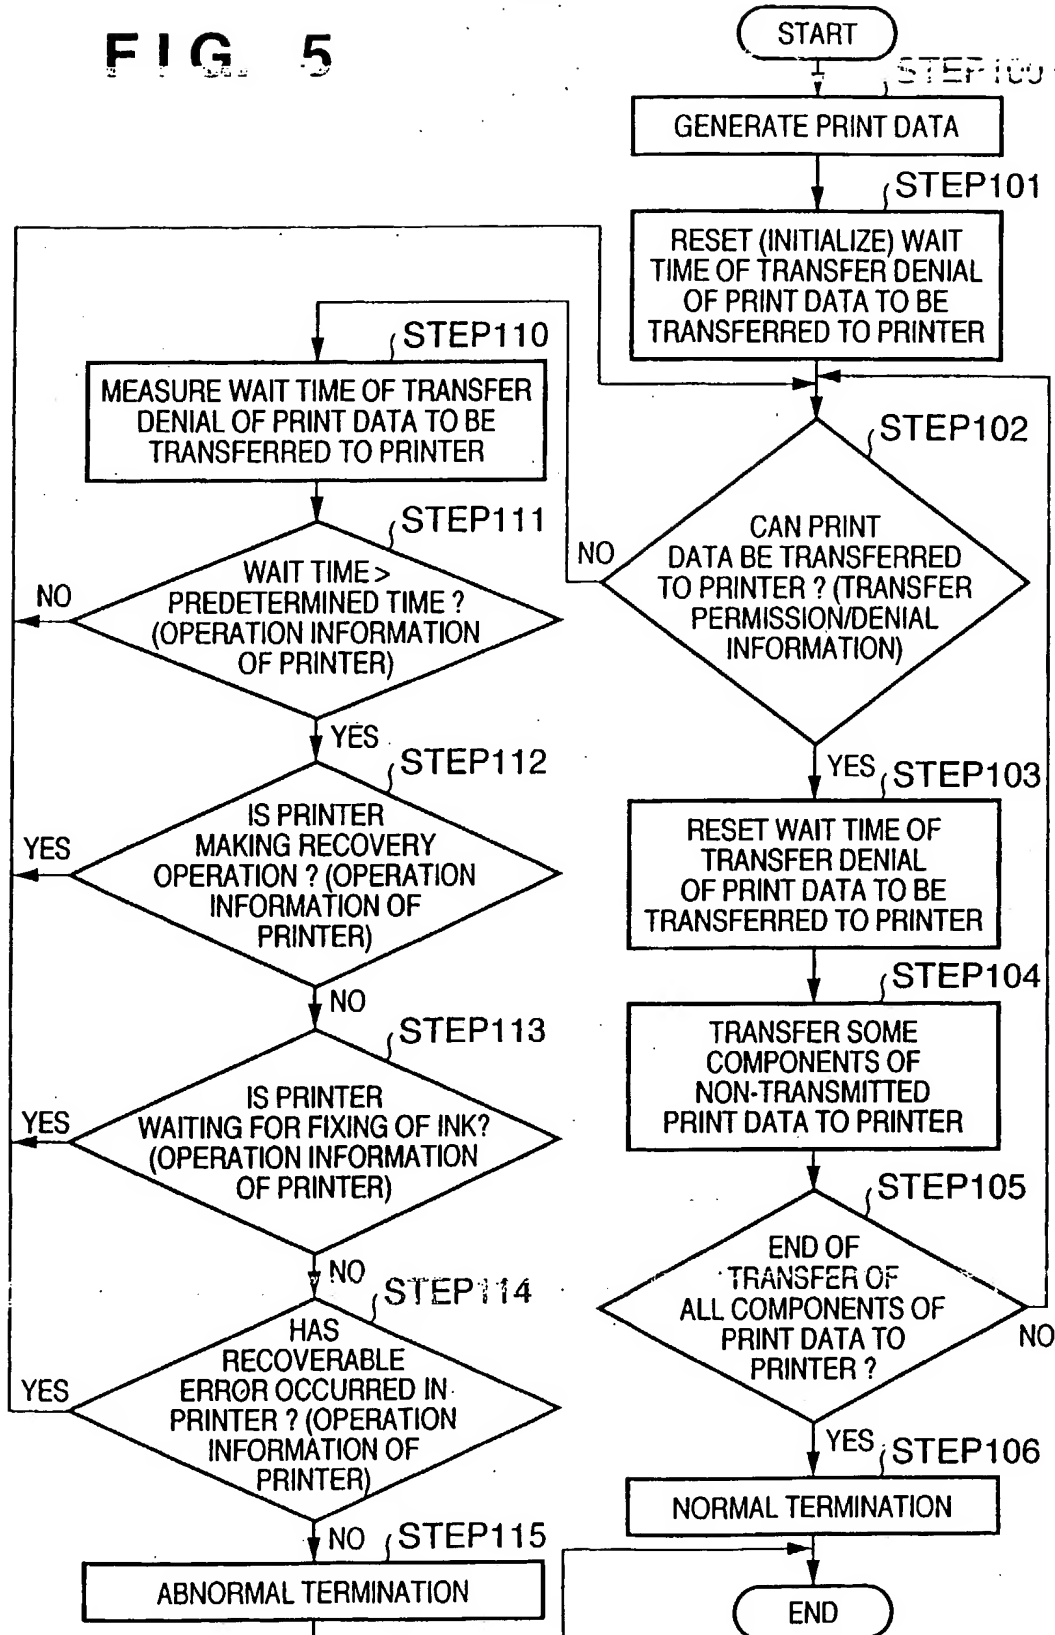 FIG. 5
START
STEP100
GENERATE PRINT DATA
STEP101
RESET (INITIALIZE) WAIT
TIME OF TRANSFER DENIAL
OF PRINT DATA TO BE
TRANSFERRED TO PRINTER
STEP110
MEASURE WAIT TIME OF TRANSFER
DENIAL OF PRINT DATA TO BE
TRANSFERRED TO PRINTER
STEP102
CAN PRINT
DATA BE TRANSFERRED
TO PRINTER ? (TRANSFER
PERMISSION/DENIAL
INFORMATION)
NO
YES
STEP111
WAIT TIME >
PREDETERMINED TIME ?
(OPERATION INFORMATION
OF PRINTER)
NO
YES
STEP112
IS PRINTER
MAKING RECOVERY
OPERATION ? (OPERATION
INFORMATION OF
PRINTER)
YES
NO
STEP103
RESET WAIT TIME OF
TRANSFER DENIAL
OF PRINT DATA TO BE
TRANSFERRED TO PRINTER
STEP104
TRANSFER SOME
COMPONENTS OF
NON-TRANSMITTED
PRINT DATA TO PRINTER
STEP113
IS PRINTER
WAITING FOR FIXING OF INK?
(OPERATION INFORMATION
OF PRINTER)
YES
NO
STEP105
END OF
TRANSFER OF
ALL COMPONENTS OF
PRINT DATA TO
PRINTER ?
NO
YES
STEP114
HAS
RECOVERABLE
ERROR OCCURRED IN
PRINTER ? (OPERATION
INFORMATION OF
PRINTER)
YES
NO
STEP106
NORMAL TERMINATION
STEP115
ABNORMAL TERMINATION
END